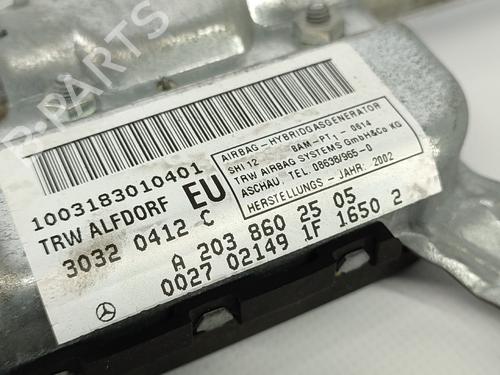 1003183010401
TRW ALFDORF EU
3032 0412 C
A 203 860 25 05
0027 02149 1F 1650 2
AIRBAG-HYBRIDGASGENERATOR
SHI 12 BAM-PT1-0614
TRW AIRBAG SYSTEMS GmbH&Co KG
ASCHAU, TEL. 08638/965-0
HERSTELLUNGS - JAHR. 2002
B-PARTS